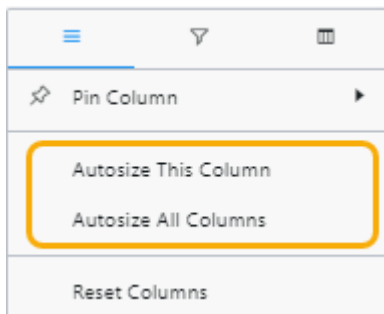 Pin Column
Autosize This Column
Autosize All Columns
Reset Columns